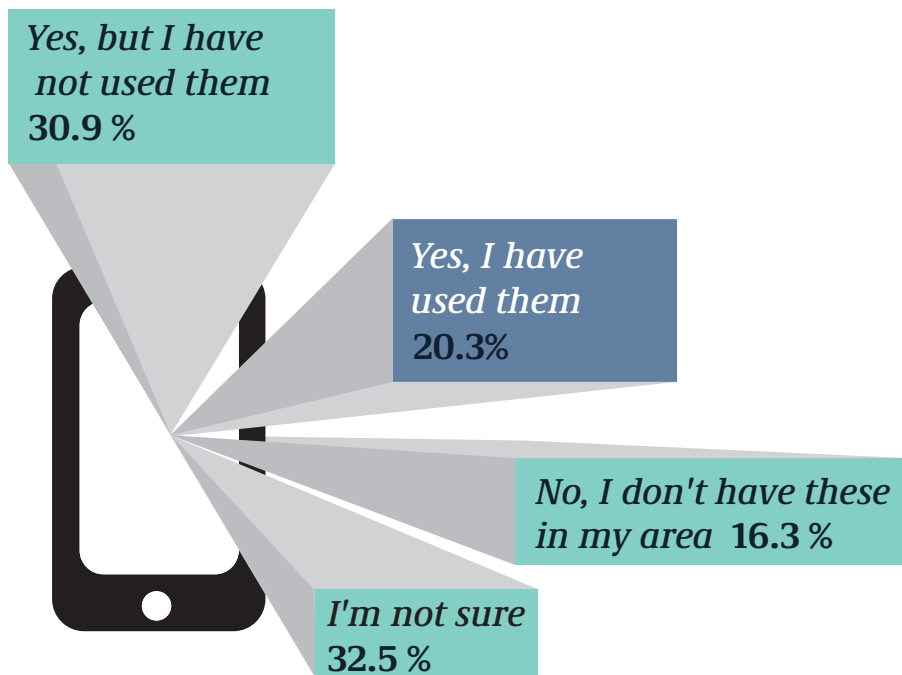 Yes, but I have
not used them
30.9 %
Yes, I have
used them
20.3%
No, I don't have these
in my area 16.3 %
I'm not sure
32.5 %